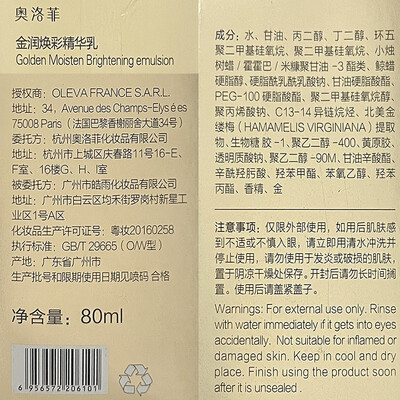 奥洛菲
金润焕彩精华乳
Golden Moisten Brightening emulsion
授权商：OLEVA FRANCE S.A.R.L.
地址：34，Avenue des Champs-Elysées
75008 Paris（法国巴黎香榭丽舍大道34号）
委托方：杭州奥洛菲化妆品有限公司
地址：杭州市上城区庆春路11号16-E、
F室、16楼G、H、室
被委托方：广州市皓雨化妆品有限公司
地址：广州市白云区均禾街罗岗村新星工
业区1号A区
化妆品生产许可证号：粤妆20160258
执行标准：GB/T 29665（O/W型）
产地：广东省广州市
生产批号和限期使用日期见喷码 合格
净含量：80ml
6956372206101
成分：水、甘油、丙二醇、丁二醇、环五
聚二甲基硅氧烷、聚二甲基硅氧烷、小烛
树蜡／霍霍巴／米糠聚甘油-3酯类、鲸蜡
硬脂醇、硬脂酰乳酰乳酸钠、甘油硬脂酸酯、
PEG-100硬脂酸酯、聚二甲基硅氧烷醇、
聚丙烯酸钠、C13-14异链烷烃、北美金
缕梅（HAMAMELIS VIRGINIANA）提取
物、生物糖胶-1、聚乙二醇-400、黄原胶、
透明质酸钠、聚乙二醇-90M、甘油辛酸酯、
辛酰羟肟酸、羟苯甲酯、苯氧乙醇、羟苯
丙酯、香精、金
注意事项：仅限外部使用，如用后肌肤感
到不适或不慎入眼，请立即用清水冲洗并
停止使用，请勿使用于发炎或破损的肌肤，
置于阴凉干燥处保存。开封后请勿长时间搁
置。使用后请盖紧盖子。
Warnings: For external use only. Rinse
with water immediately if it gets into eyes
accidentally. Not suitable for inflamed or
damaged skin. Keep in cool and dry
place. Finish using the product soon
after it is unsealed .